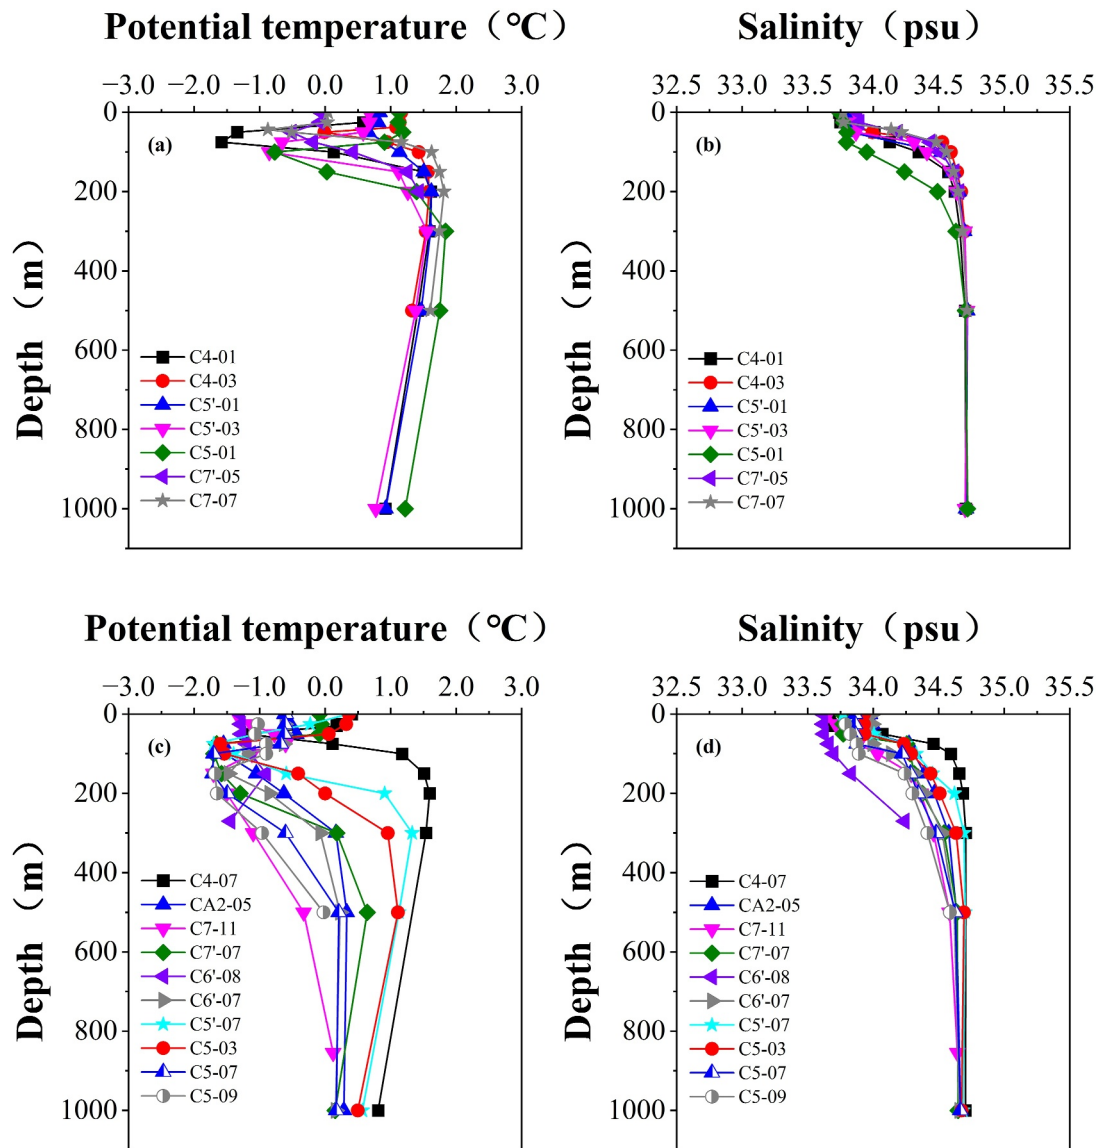 Potential temperature（℃）
Salinity（psu）
−3.0 −2.0 −1.0 0.0 1.0 2.0 3.0
32.5 33.0 33.5 34.0 34.5 35.0 35.5
Depth（m）
0
200
400
600
800
1000
(a)
C4-01
C4-03
C5'-01
C5'-03
C5-01
C7'-05
C7-07
Depth（m）
0
200
400
600
800
1000
(b)
C4-01
C4-03
C5'-01
C5'-03
C5-01
C7'-05
C7-07
Potential temperature（℃）
Salinity（psu）
−3.0 −2.0 −1.0 0.0 1.0 2.0 3.0
32.5 33.0 33.5 34.0 34.5 35.0 35.5
Depth（m）
0
200
400
600
800
1000
(c)
C4-07
CA2-05
C7-11
C7'-07
C6'-08
C6'-07
C5'-07
C5-03
C5-07
C5-09
Depth（m）
0
200
400
600
800
1000
(d)
C4-07
CA2-05
C7-11
C7'-07
C6'-08
C6'-07
C5'-07
C5-03
C5-07
C5-09